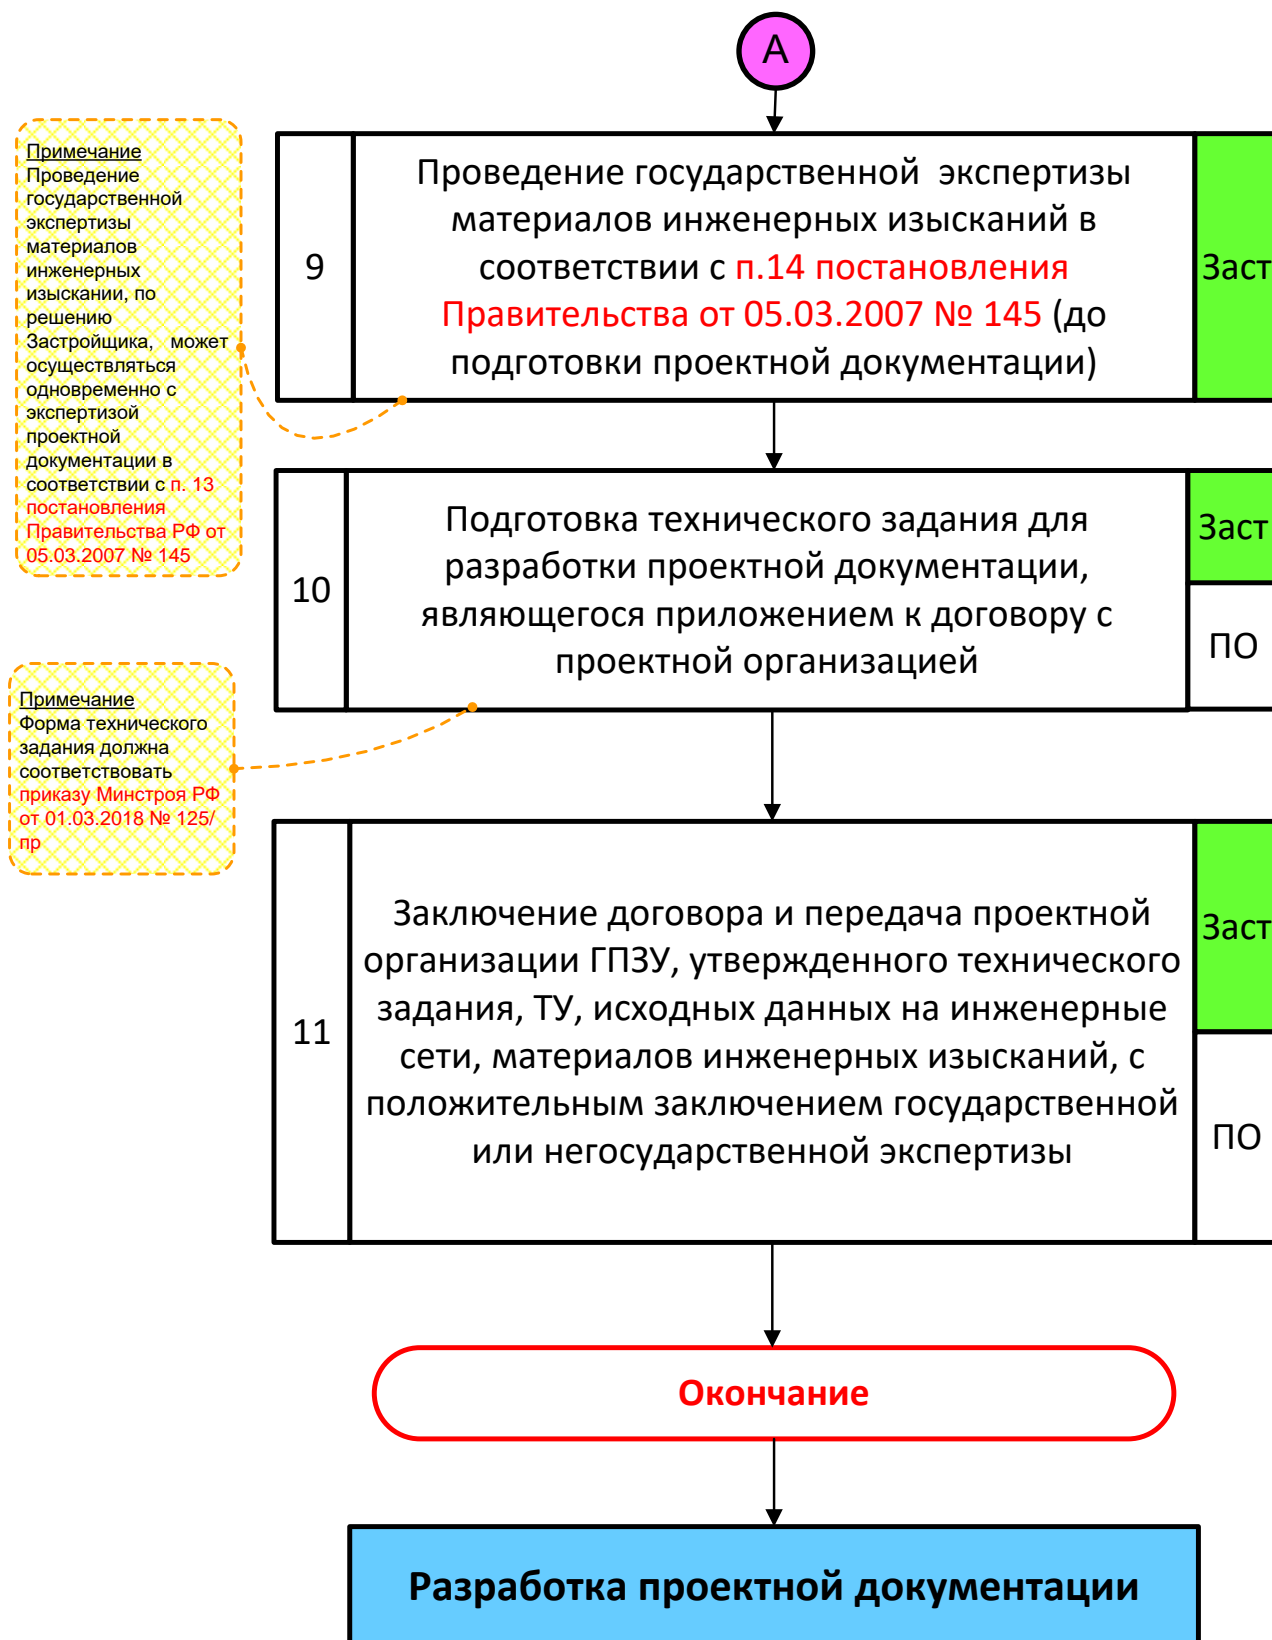 А
Примечание
Проведение
государственной
экспертизы
материалов
инженерных
изыскании, по
решению
Застройщика, может
осуществляться
одновременно с
экспертизой
проектной
документации в
соответствии с п. 13
постановления
Правительства РФ от
05.03.2007 № 145
9
Проведение государственной экспертизы
материалов инженерных изысканий в
соответствии с п.14 постановления
Правительства от 05.03.2007 № 145 (до
подготовки проектной документации)
Заст
10
Подготовка технического задания для
разработки проектной документации,
являющегося приложением к договору с
проектной организацией
Заст
ПО
Примечание
Форма технического
задания должна
соответствовать
приказу Минстроя РФ
от 01.03.2018 № 125/
пр
11
Заключение договора и передача проектной
организации ГПЗУ, утвержденного технического
задания, ТУ, исходных данных на инженерные
сети, материалов инженерных изысканий, с
положительным заключением государственной
или негосударственной экспертизы
Заст
ПО
Окончание
Разработка проектной документации